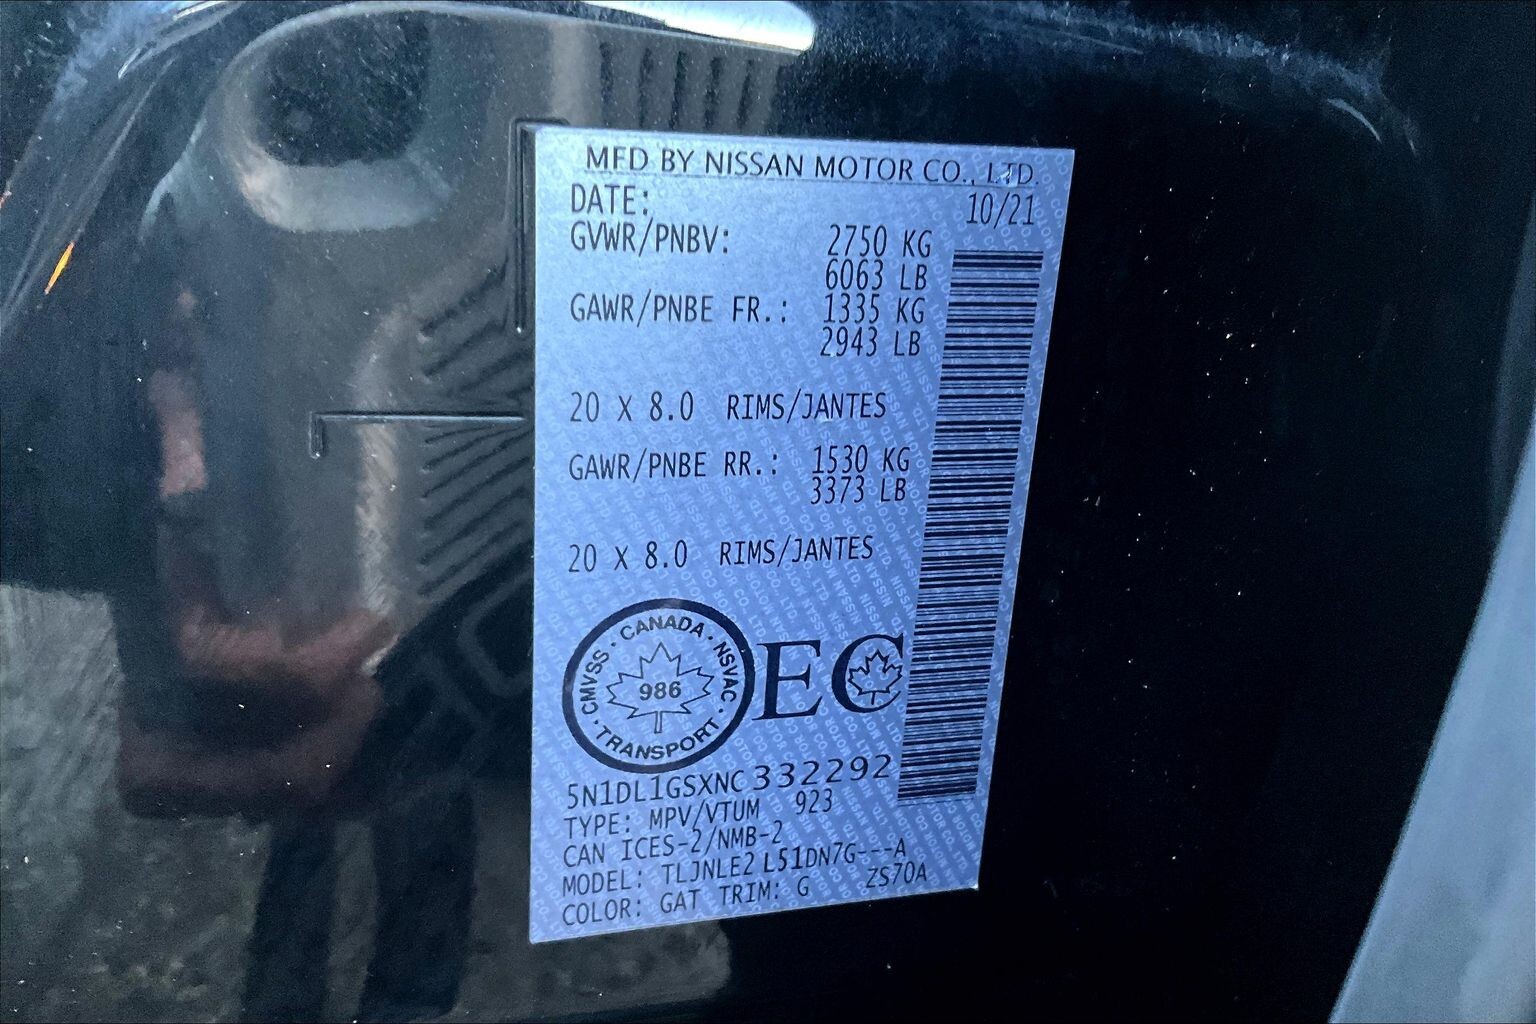 MFD BY NISSAN MOTOR CO., LTD.
DATE: 10/21
GVWR/PNBV: 2750 KG
6063 LB
GAWR/PNBE FR.: 1335 KG
2943 LB
20 X 8.0 RIMS/JANTES
GAWR/PNBE RR.: 1530 KG
3373 LB
20 X 8.0 RIMS/JANTES
CANADA · NSVAC · TRANSPORT · CMVSS ·
986
EC
5N1DL1GSXNC332292
TYPE: MPV/VTUM 923
CAN ICES-2/NMB-2
MODEL: TLJNLE2 L51DN7G---A
COLOR: GAT TRIM: G ZS70A